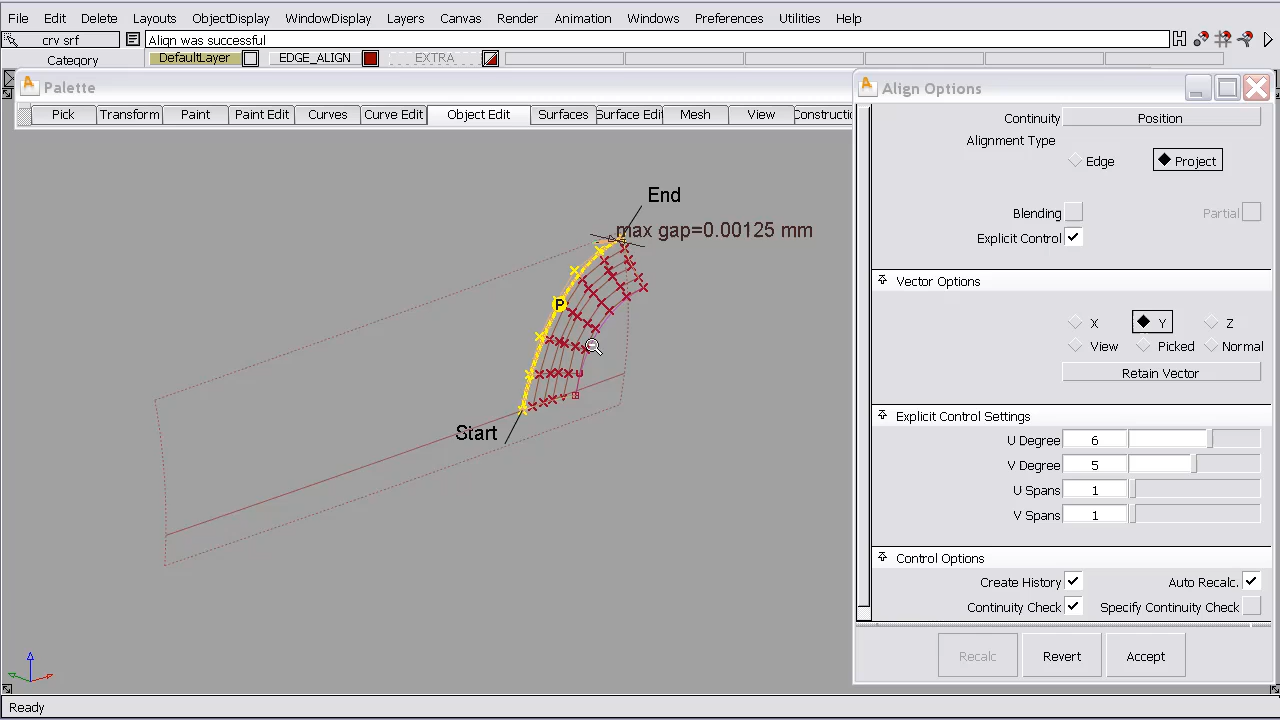 File Edit Delete Layouts ObjectDisplay WindowDisplay Layers Canvas Render Animation Windows Preferences Utilities Help
crv srf Align was successful
Category DefaultLayer EDGE_ALIGN EXTRA
Palette
Pick Transform Paint Paint Edit Curves Curve Edit Object Edit Surfaces Surface Edi Mesh View Constructi
End
max gap=0.00125 mm
P
u
Start
Align Options
Continuity Position
Alignment Type
Edge Project
Blending Partial
Explicit Control
Vector Options
X Y Z
View Picked Normal
Retain Vector
Explicit Control Settings
U Degree 6
V Degree 5
U Spans 1
V Spans 1
Control Options
Create History Auto Recalc.
Continuity Check Specify Continuity Check
Recalc Revert Accept
Ready